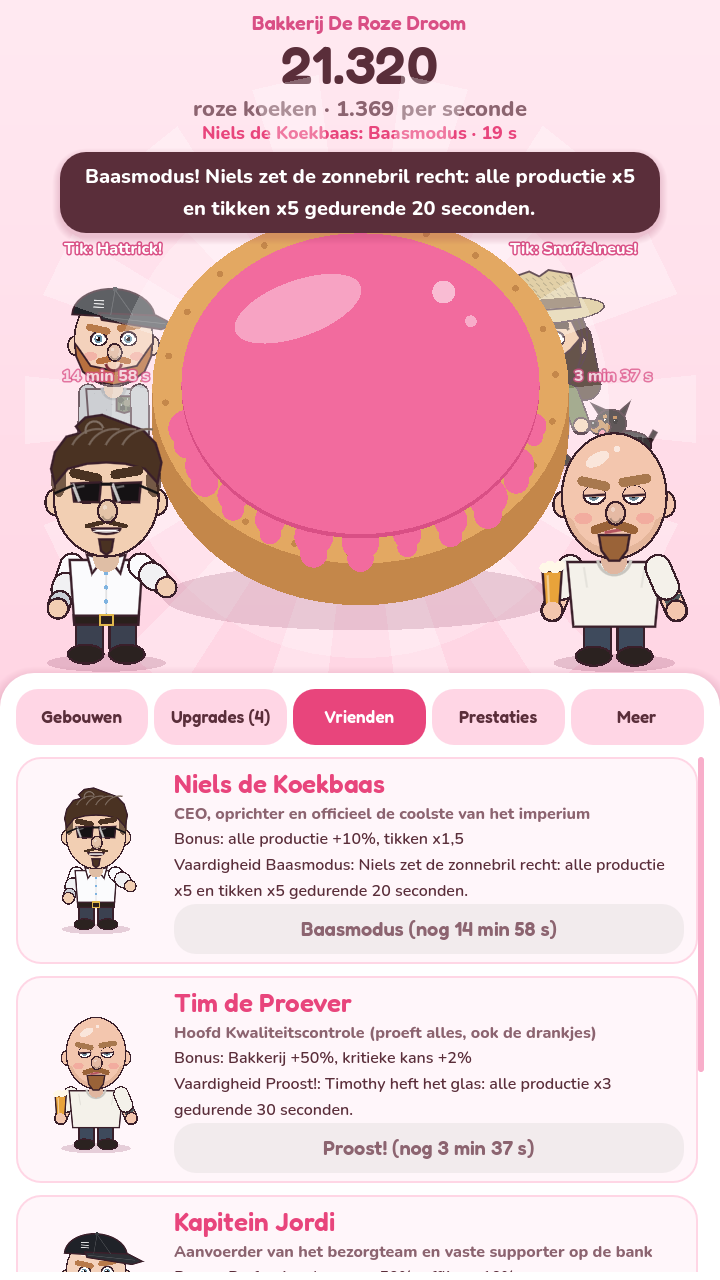 Bakkerij De Roze Droom
21.320
roze koeken · 1.369 per seconde
Niels de Koekbaas: Baasmodus · 19 s
Baasmodus! Niels zet de zonnebril recht: alle productie x5
en tikken x5 gedurende 20 seconden.
Tik: Hattrick!
Tik: Snuffelneus!
14 min 58 s
3 min 37 s
Gebouwen
Upgrades (4)
Vrienden
Prestaties
Meer
Niels de Koekbaas
CEO, oprichter en officieel de coolste van het imperium
Bonus: alle productie +10%, tikken x1,5
Vaardigheid Baasmodus: Niels zet de zonnebril recht: alle productie
x5 en tikken x5 gedurende 20 seconden.
Baasmodus (nog 14 min 58 s)
Tim de Proever
Hoofd Kwaliteitscontrole (proeft alles, ook de drankjes)
Bonus: Bakkerij +50%, kritieke kans +2%
Vaardigheid Proost!: Timothy heft het glas: alle productie x3
gedurende 30 seconden.
Proost! (nog 3 min 37 s)
Kapitein Jordi
Aanvoerder van het bezorgteam en vaste supporter op de bank